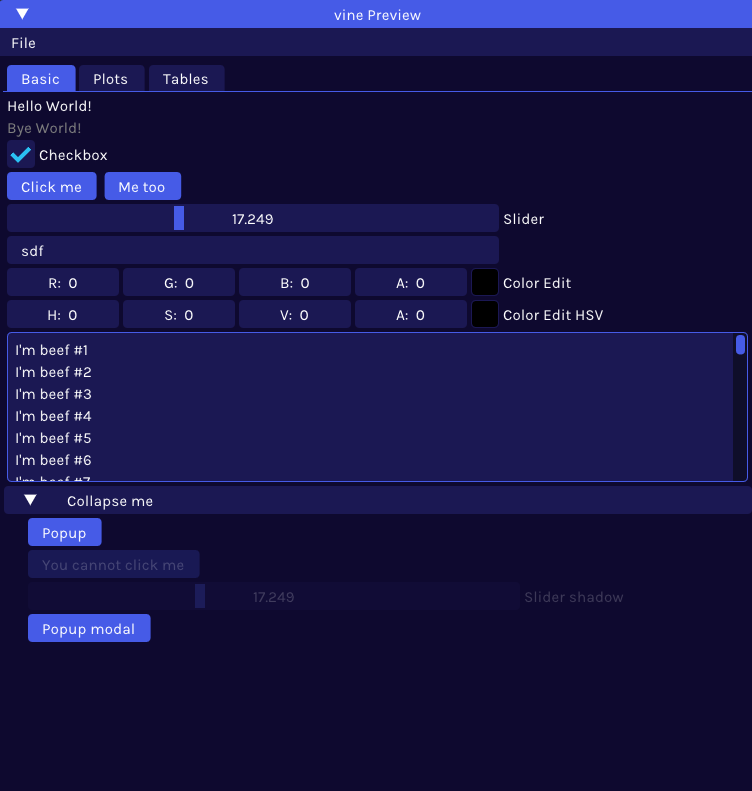 vine Preview
File
Basic Plots Tables
Hello World!
Bye World!
Checkbox
Click me Me too
17.249 Slider
sdf
R: 0 G: 0 B: 0 A: 0 Color Edit
H: 0 S: 0 V: 0 A: 0 Color Edit HSV
I'm beef #1
I'm beef #2
I'm beef #3
I'm beef #4
I'm beef #5
I'm beef #6
I'm beef #7
Collapse me
Popup
You cannot click me
17.249 Slider shadow
Popup modal